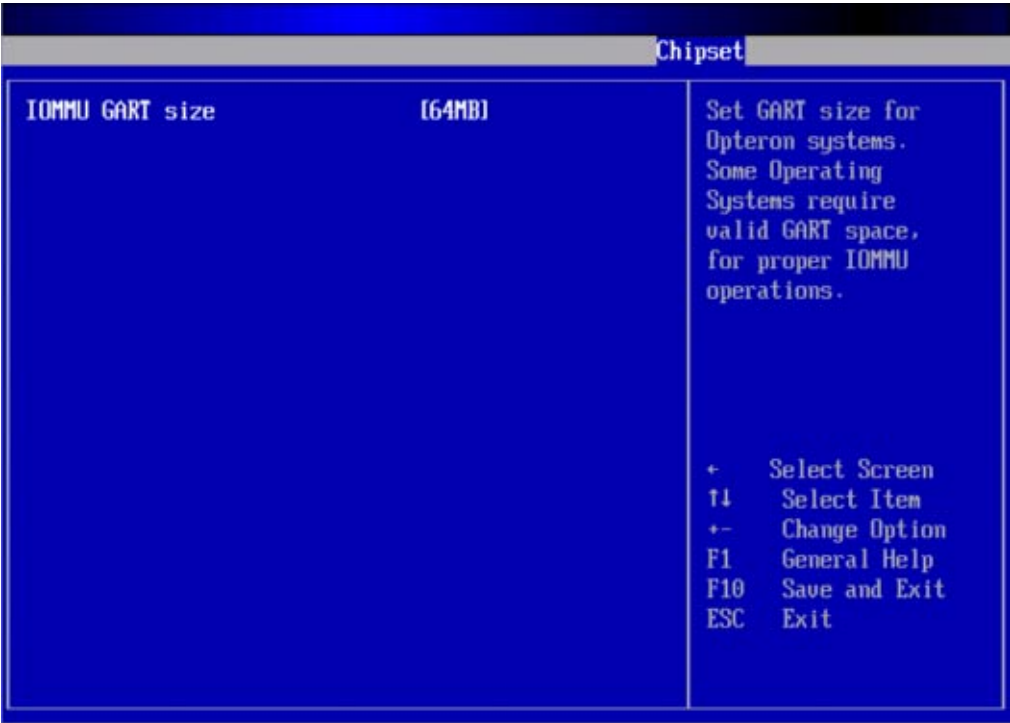 Chipset
IOMMU GART size [64MB]
Set GART size for
Opteron systems.
Some Operating
Systems require
valid GART space,
for proper IOMMU
operations.
← Select Screen
↑↓ Select Item
+- Change Option
F1 General Help
F10 Save and Exit
ESC Exit